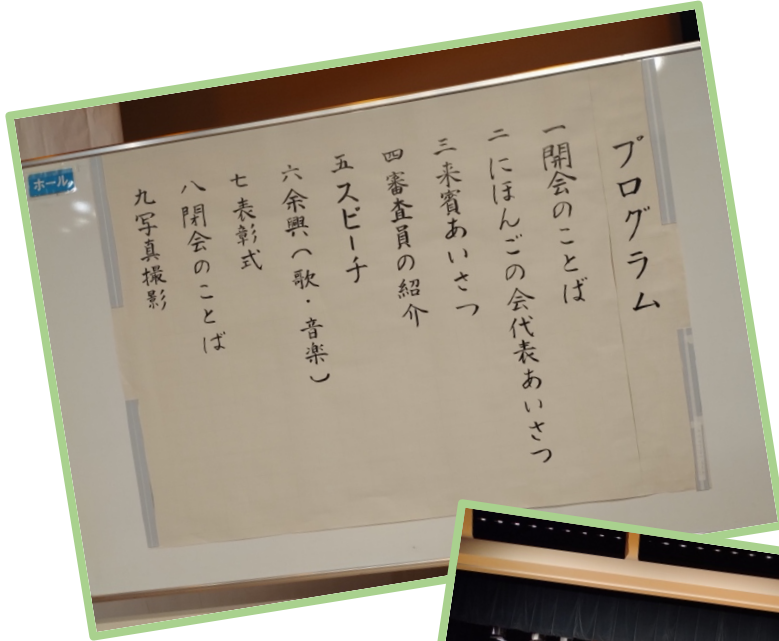 プログラム
一 開会のことば
二 にほんごの会代表あいさつ
三 来賓あいさつ
四 審査員の紹介
五 スピーチ
六 余興(歌・音楽)
七 表彰式
八 閉会のことば
九 写真撮影
ホール